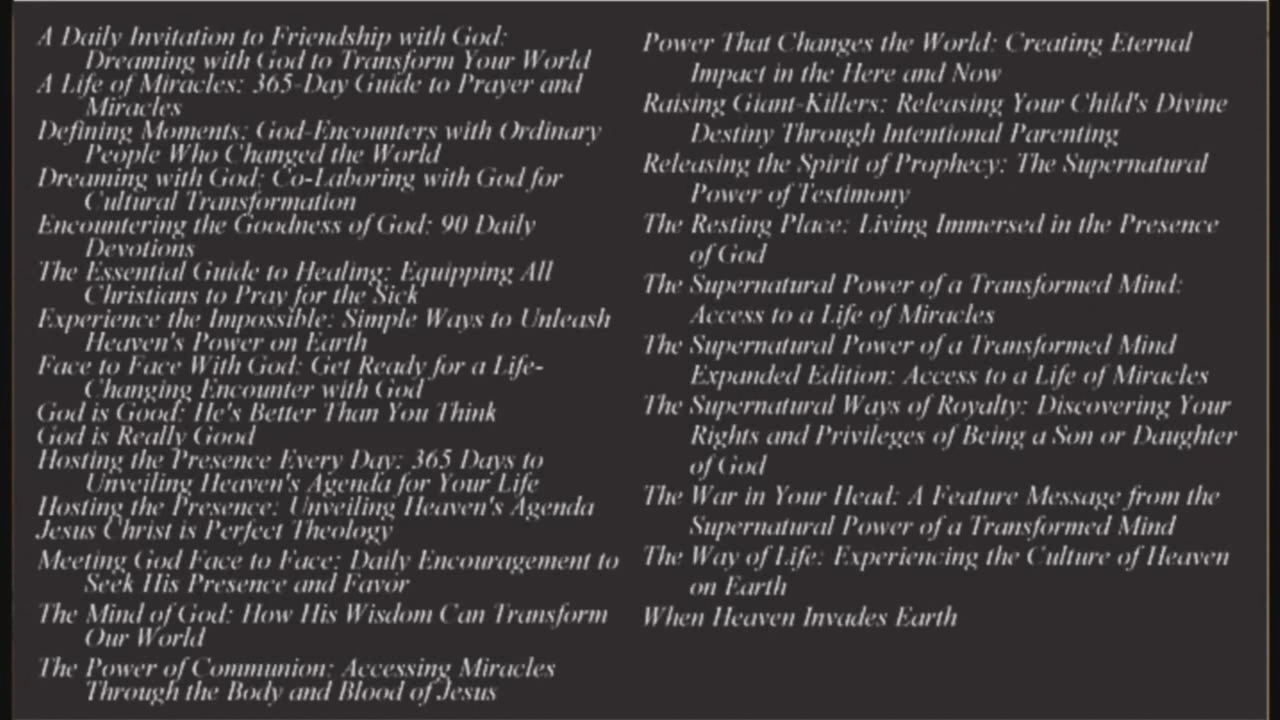 A Daily Invitation to Friendship with God:
Dreaming with God to Transform Your World
A Life of Miracles: 365-Day Guide to Prayer and
Miracles
Defining Moments: God-Encounters with Ordinary
People Who Changed the World
Dreaming with God: Co-Laboring with God for
Cultural Transformation
Encountering the Goodness of God: 90 Daily
Devotions
The Essential Guide to Healing: Equipping All
Christians to Pray for the Sick
Experience the Impossible: Simple Ways to Unleash
Heaven's Power on Earth
Face to Face With God: Get Ready for a Life-
Changing Encounter with God
God is Good: He's Better Than You Think
God is Really Good
Hosting the Presence Every Day: 365 Days to
Unveiling Heaven's Agenda for Your Life
Hosting the Presence: Unveiling Heaven's Agenda
Jesus Christ is Perfect Theology
Meeting God Face to Face: Daily Encouragement to
Seek His Presence and Favor
The Mind of God: How His Wisdom Can Transform
Our World
The Power of Communion: Accessing Miracles
Through the Body and Blood of Jesus
Power That Changes the World: Creating Eternal
Impact in the Here and Now
Raising Giant-Killers: Releasing Your Child's Divine
Destiny Through Intentional Parenting
Releasing the Spirit of Prophecy: The Supernatural
Power of Testimony
The Resting Place: Living Immersed in the Presence
of God
The Supernatural Power of a Transformed Mind:
Access to a Life of Miracles
The Supernatural Power of a Transformed Mind
Expanded Edition: Access to a Life of Miracles
The Supernatural Ways of Royalty: Discovering Your
Rights and Privileges of Being a Son or Daughter
of God
The War in Your Head: A Feature Message from the
Supernatural Power of a Transformed Mind
The Way of Life: Experiencing the Culture of Heaven
on Earth
When Heaven Invades Earth